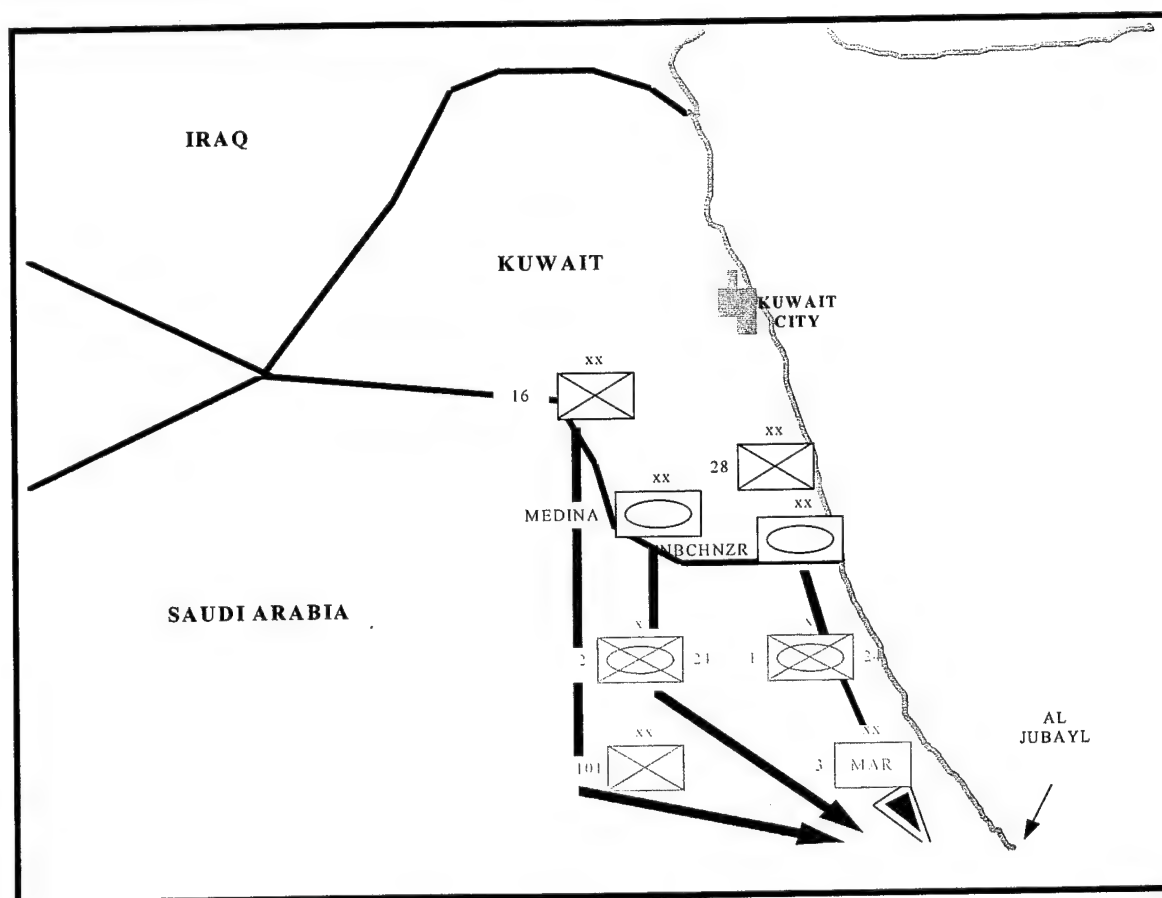 IRAQ
KUWAIT
KUWAIT
CITY
xx
16
xx
28
xx
MEDINA
xx
NBCHNZR
SAUDI ARABIA
x
2
x
1
AL
JUBAYL
xx
101
xx
3
MAR